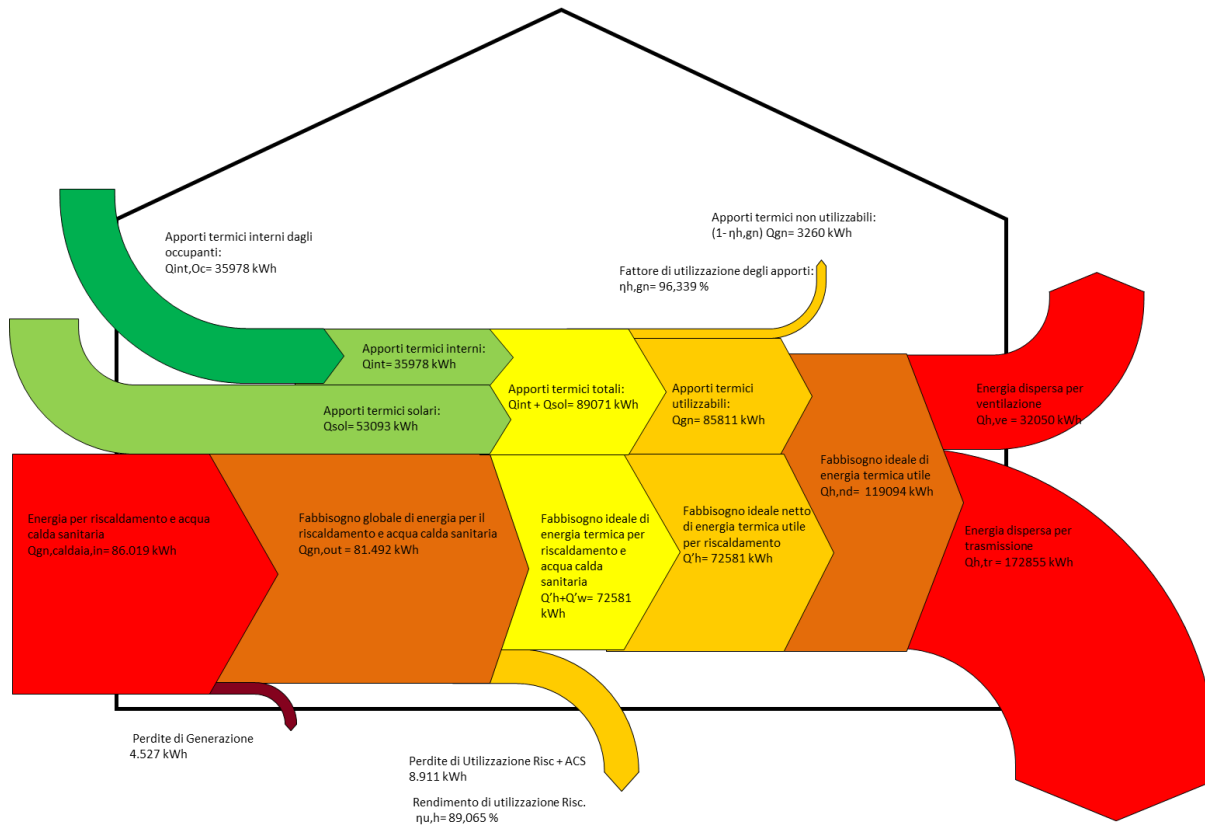 Apporti termici non utilizzabili:
(1- ηh,gn) Qgn= 3260 kWh
Apporti termici interni dagli
occupanti:
Qint,Oc= 35978 kWh
Fattore di utilizzazione degli apporti:
ηh,gn= 96,339 %
Apporti termici interni:
Qint= 35978 kWh
Apporti termici solari:
Qsol= 53093 kWh
Apporti termici totali:
Qint + Qsol= 89071 kWh
Apporti termici
utilizzabili:
Qgn= 85811 kWh
Energia dispersa per
ventilazione
Qh,ve = 32050 kWh
Fabbisogno ideale di
energia termica utile
Qh,nd=  119094 kWh
Energia per riscaldamento e acqua
calda sanitaria
Qgn,caldaia,in= 86.019 kWh
Fabbisogno globale di energia per il
riscaldamento e acqua calda sanitaria
Qgn,out = 81.492 kWh
Fabbisogno ideale di
energia termica per
riscaldamento e
acqua calda
sanitaria
Q’h+Q’w= 72581
kWh
Fabbisogno ideale netto
di energia termica utile
per riscaldamento
Q’h= 72581 kWh
Energia dispersa per
trasmissione
Qh,tr = 172855 kWh
Perdite di Generazione
4.527 kWh
Perdite di Utilizzazione Risc + ACS
8.911 kWh
Rendimento di utilizzazione Risc.
ηu,h= 89,065 %